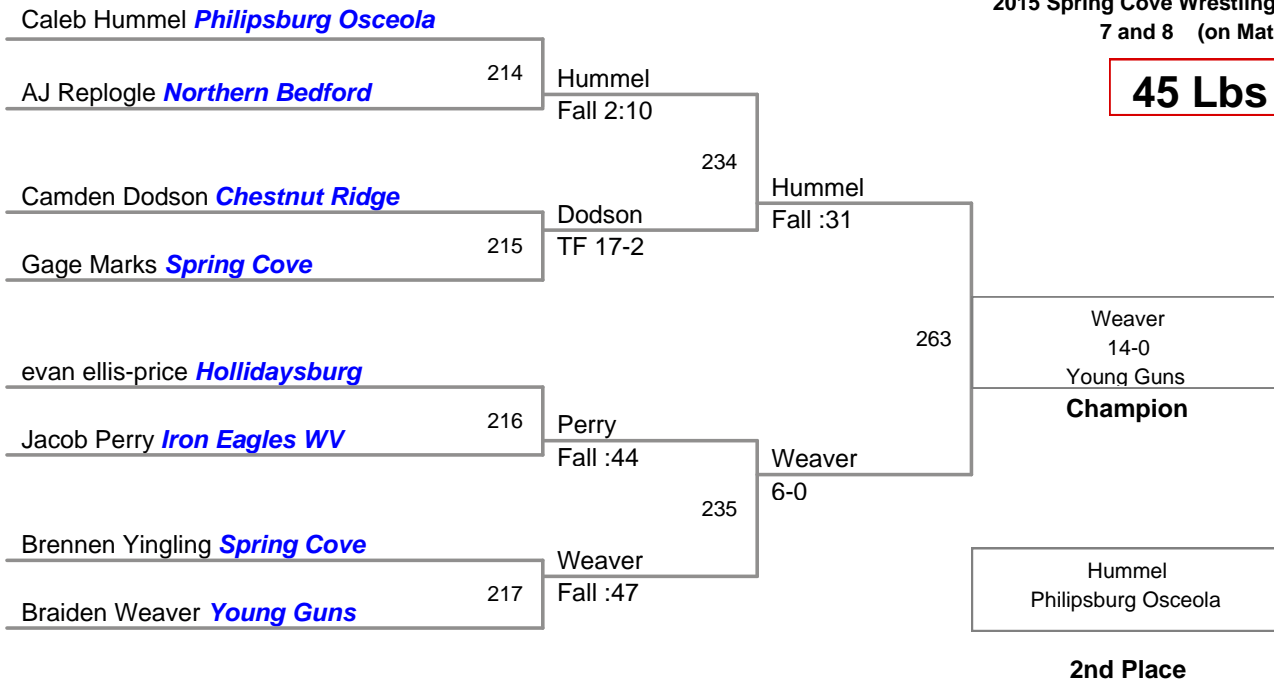 2015 Spring Cove Wrestling
7 and 8 (on Mat
45 Lbs
Caleb Hummel Philipsburg Osceola
AJ Replogle Northern Bedford
214
Hummel
Fall 2:10
Camden Dodson Chestnut Ridge
Gage Marks Spring Cove
215
Dodson
TF 17-2
234
Hummel
Fall :31
evan ellis-price Hollidaysburg
Jacob Perry Iron Eagles WV
216
Perry
Fall :44
Brennen Yingling Spring Cove
Braiden Weaver Young Guns
217
Weaver
Fall :47
235
Weaver
6-0
263
Weaver
14-0
Young Guns
Champion
Hummel
Philipsburg Osceola
2nd Place